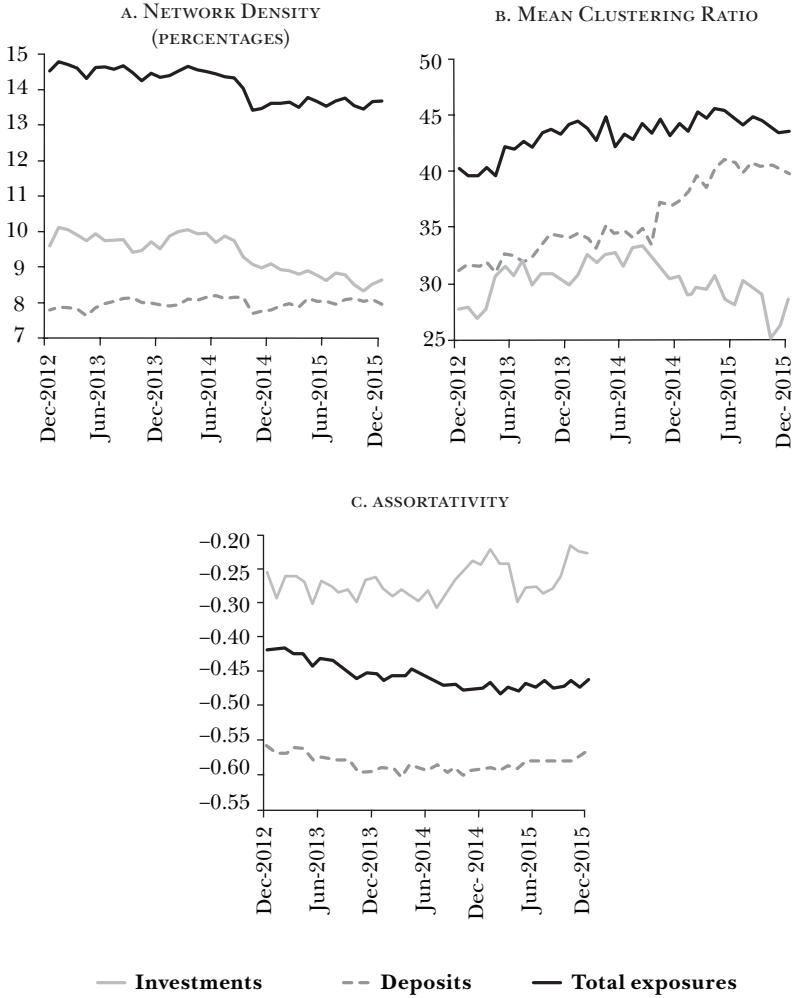 A. NETWORK DENSITY
(PERCENTAGES)
15
14
13
12
11
10
9
8
7
Dec-2012
Jun-2013
Dec-2013
Jun-2014
Dec-2014
Jun-2015
Dec- 2015
B. MEAN CLUSTERING RATIO
50
45
40
35
30
25
Dec-2012
Jun-2013
Dec-2013
Jun-2014
Dec-2014
Jun-2015
Dec- 2015
C. ASSORTATIVITY
–0.20
–0.25
–0.30
–0.40
–0.45
–0.50
–0.55
–0.60
–0.55
Dec-2012
Jun-2013
Dec-2013
Jun-2014
Dec- 2014
Jun-2015
Dec-2015
Investments Deposits Total exposures